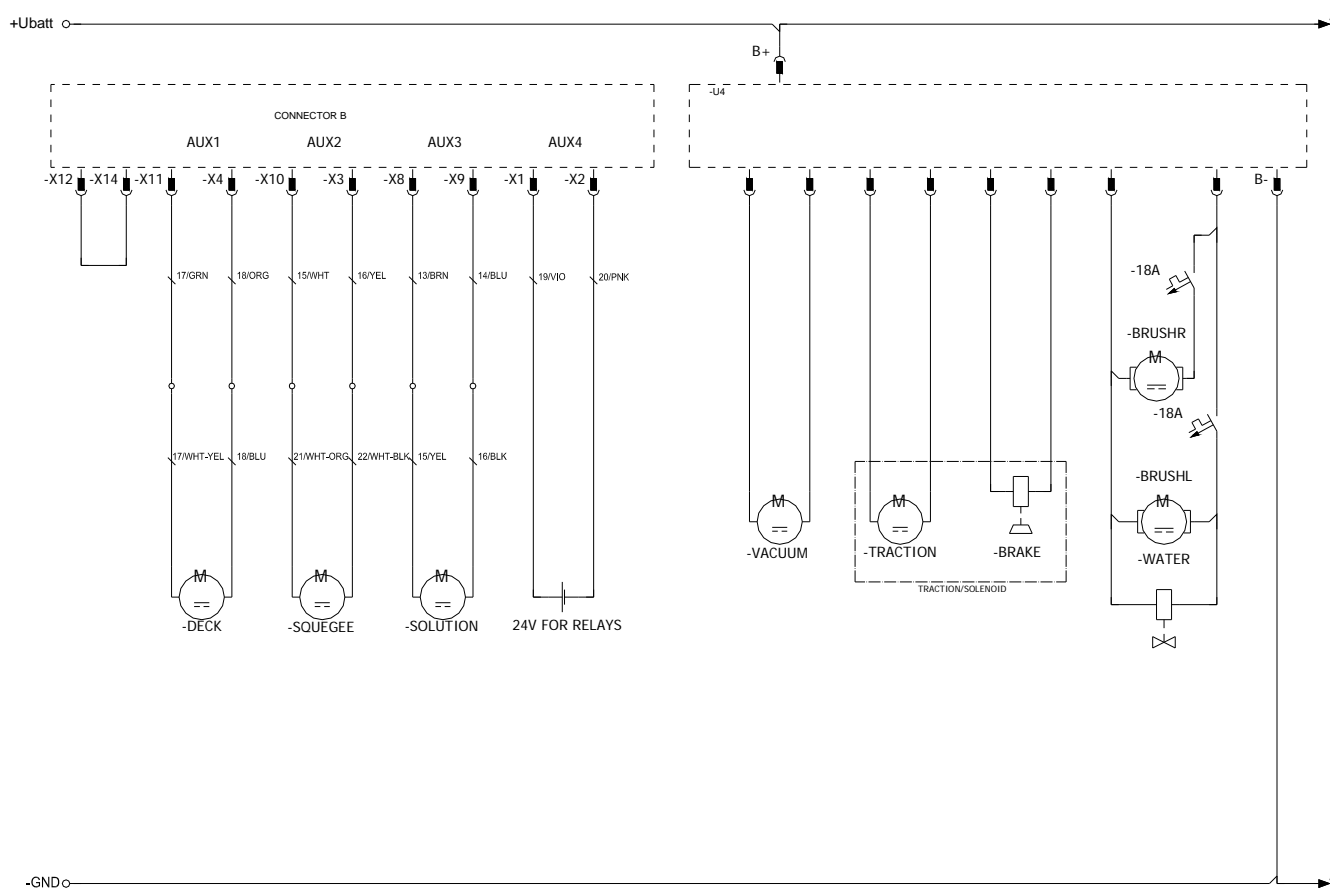 +Ubatt
B+
-U4
CONNECTOR B
AUX1 AUX2 AUX3 AUX4
-X12 -X14 -X11 -X4 -X10 -X3 -X8 -X9 -X1 -X2 B-
17/GRN 18/ORG 15/WHT 16/YEL 13/BRN 14/BLU 19/VIO 20/PNK
-18A
-BRUSHR
M
-18A
17/WHT-YEL 18/BLU 21/WHT-ORG 22/WHT-BLK 15/YEL 16/BLK
-BRUSHL
M M M
-VACUUM -TRACTION -BRAKE -WATER
M M M
TRACTION/SOLENOID
-DECK -SQUEGEE -SOLUTION 24V FOR RELAYS
-GND